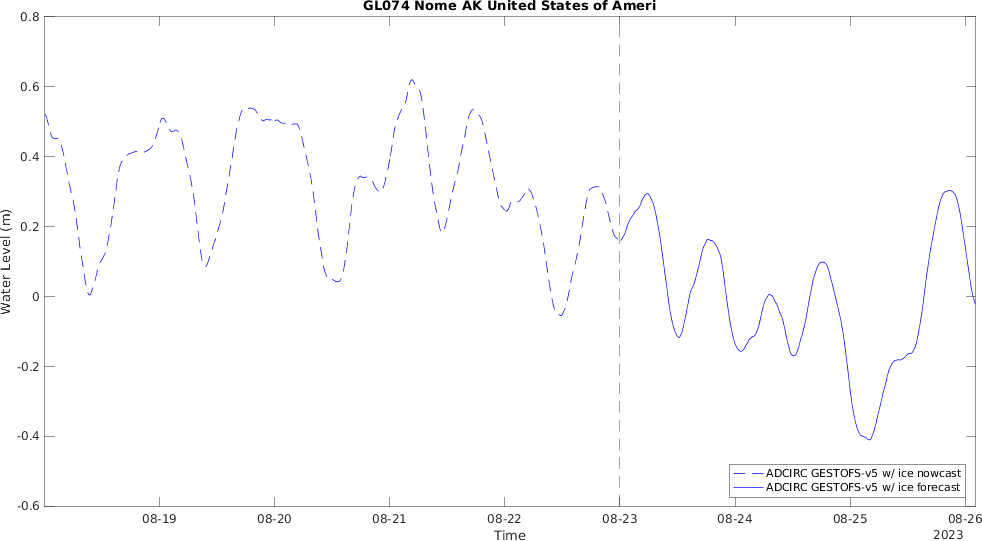 GL074 Nome AK United States of Ameri
0.8
0.6
0.4
0.2
0
-0.2
-0.4
-0.6
Water Level (m)
08-19 08-20 08-21 08-22 08-23 08-24 08-25 08-26
2023
Time
ADCIRC GESTOFS-v5 w/ ice nowcast
ADCIRC GESTOFS-v5 w/ ice forecast